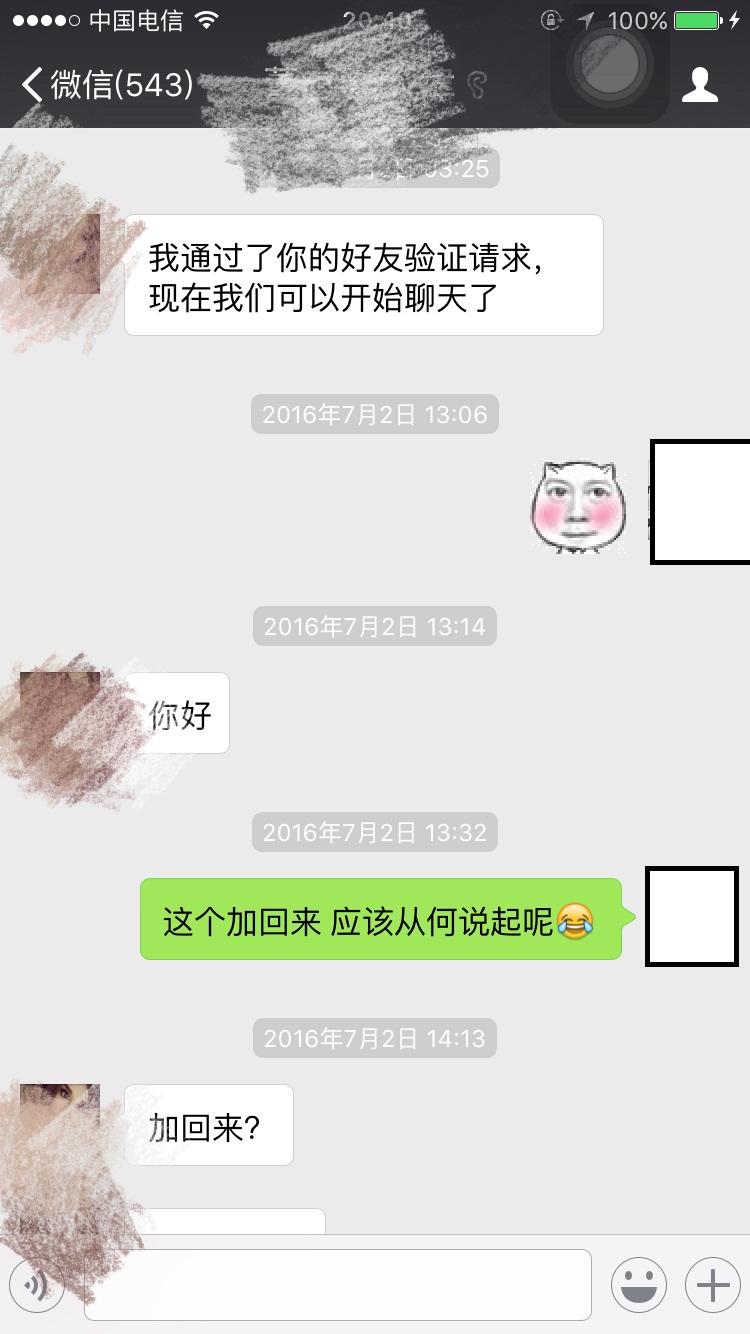 中国电信
100%
微信(543)
03:25
我通过了你的好友验证请求，
现在我们可以开始聊天了
2016年7月2日 13:06
2016年7月2日 13:14
你好
2016年7月2日 13:32
这个加回来 应该从何说起呢😂
2016年7月2日 14:13
加回来?